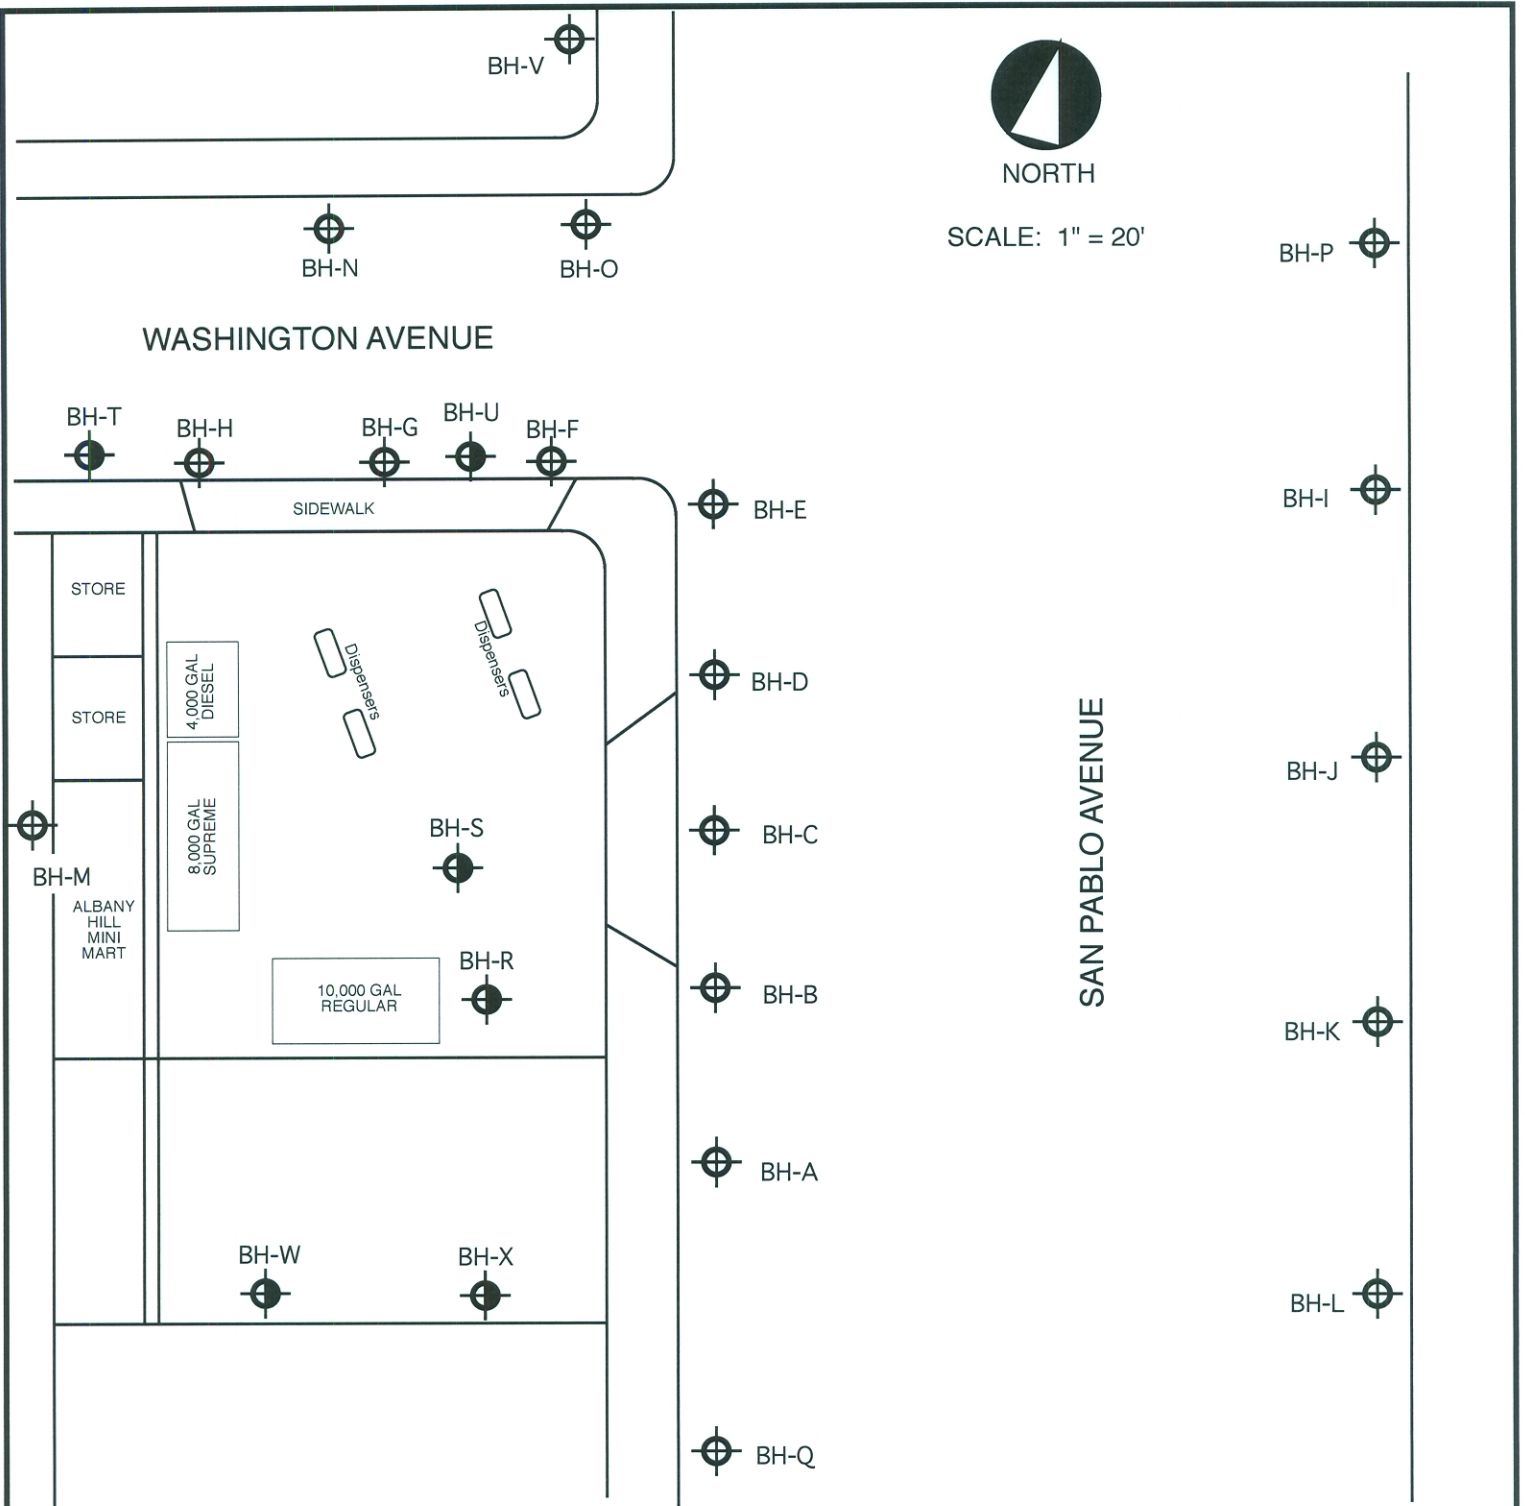 BH-V
NORTH
SCALE: 1" = 20'
BH-P
BH-N
BH-O
WASHINGTON AVENUE
BH-T
BH-H
BH-G
BH-U
BH-F
SIDEWALK
BH-E
BH-I
STORE
Dispensers
Dispensers
4,000 GAL
DIESEL
BH-D
STORE
SAN PABLO AVENUE
BH-J
8,000 GAL
SUPREME
BH-S
BH-C
BH-M
ALBANY
HILL
MINI
MART
BH-R
10,000 GAL
REGULAR
BH-B
BH-K
BH-A
BH-W
BH-X
BH-L
BH-Q